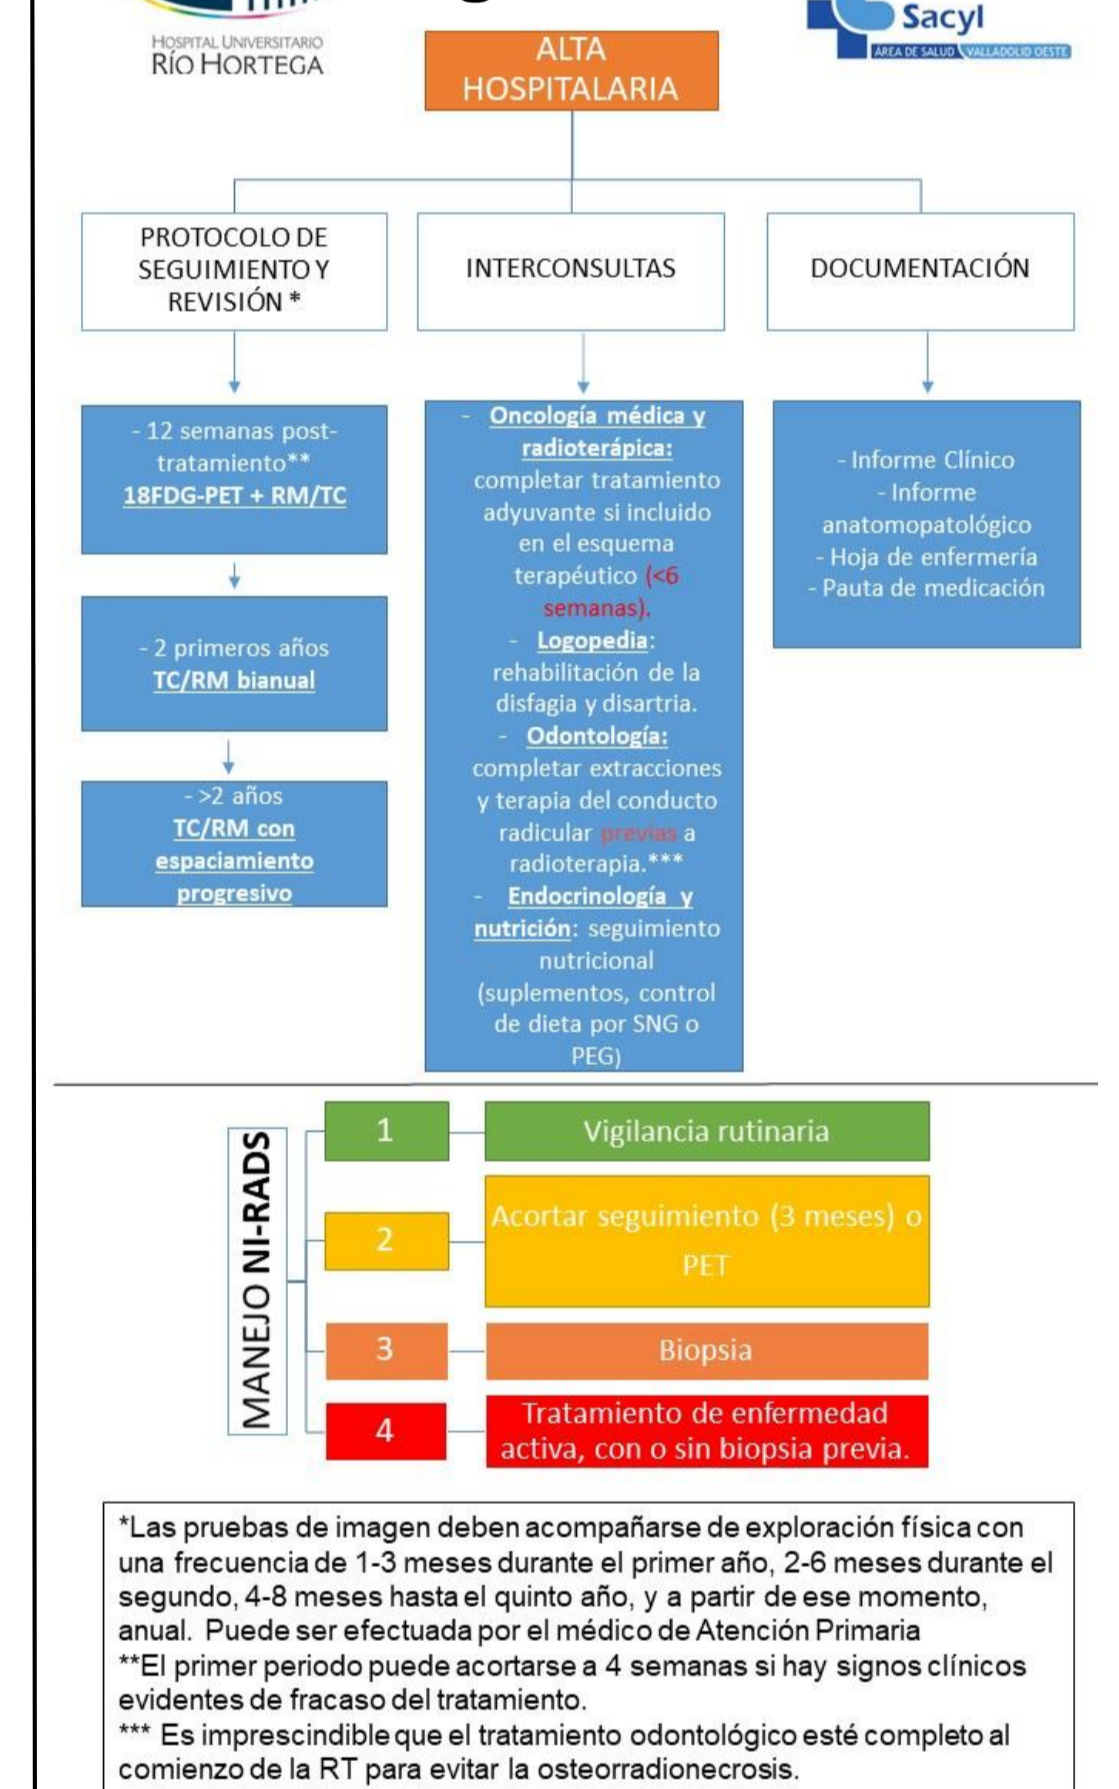 HOSPITAL UNIVERSITARIO
RÍO HORTEGA
Sacyl
ÁREA DE SALUD VALLADOLID OESTE
ALTA
HOSPITALARIA
PROTOCOLO DE
SEGUIMIENTO Y
REVISIÓN *
- 12 semanas post-
tratamiento**
18FDG-PET + RM/TC
- 2 primeros años
TC/RM bianual
- >2 años
TC/RM con
espaciamiento
progresivo
INTERCONSULTAS
- Oncología médica y
radioterápica:
completar tratamiento
adyuvante si incluido
en el esquema
terapéutico (<6
semanas).
- Logopedia:
rehabilitación de la
disfagia y disartria.
- Odontología:
completar extracciones
y terapia del conducto
radicular previas a
radioterapia.***
- Endocrinología y
nutrición: seguimiento
nutricional
(suplementos, control
de dieta por SNG o
PEG)
DOCUMENTACIÓN
- Informe Clínico
- Informe
anatomopatológico
- Hoja de enfermería
- Pauta de medicación
MANEJO NI-RADS
1
Vigilancia rutinaria
2
Acortar seguimiento (3 meses) o
PET
3
Biopsia
4
Tratamiento de enfermedad
activa, con o sin biopsia previa.
*Las pruebas de imagen deben acompañarse de exploración física con
una frecuencia de 1-3 meses durante el primer año, 2-6 meses durante el
segundo, 4-8 meses hasta el quinto año, y a partir de ese momento,
anual. Puede ser efectuada por el médico de Atención Primaria
**El primer periodo puede acortarse a 4 semanas si hay signos clínicos
evidentes de fracaso del tratamiento.
*** Es imprescindible que el tratamiento odontológico esté completo al
comienzo de la RT para evitar la osteorradionecrosis.